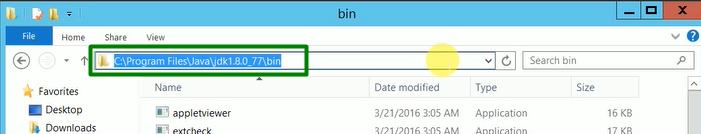 bin
File Home Share View
C:\Program Files\Java\jdk1.8.0_77\bin Search bin
Favorites Name Date modified Type Size
Desktop
appletviewer 3/21/2016 3:05 AM Application 16 KB
Downloads extcheck 3/21/2016 3:05 AM Application 16 KB